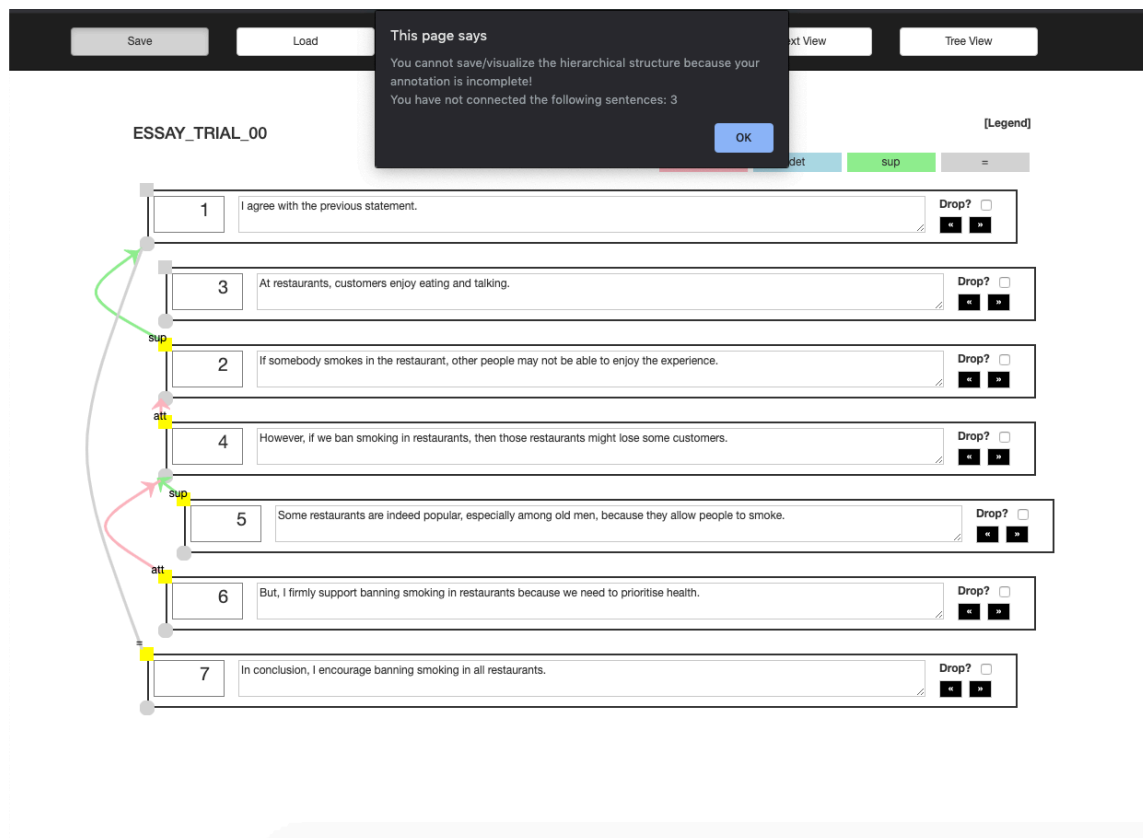 Save
Load
This page says
You cannot save/visualize the hierarchical structure because your
annotation is incomplete!
You have not connected the following sentences: 3
OK
ext View
Tree View
ESSAY_TRIAL_00
[Legend]
det
sup
=
1
I agree with the previous statement.
Drop?
« »
3
At restaurants, customers enjoy eating and talking.
Drop?
« »
sup
2
If somebody smokes in the restaurant, other people may not be able to enjoy the experience.
Drop?
« »
att
4
However, if we ban smoking in restaurants, then those restaurants might lose some customers.
Drop?
« »
sup
5
Some restaurants are indeed popular, especially among old men, because they allow people to smoke.
Drop?
« »
att
6
But, I firmly support banning smoking in restaurants because we need to prioritise health.
Drop?
« »
=
7
In conclusion, I encourage banning smoking in all restaurants.
Drop?
« »